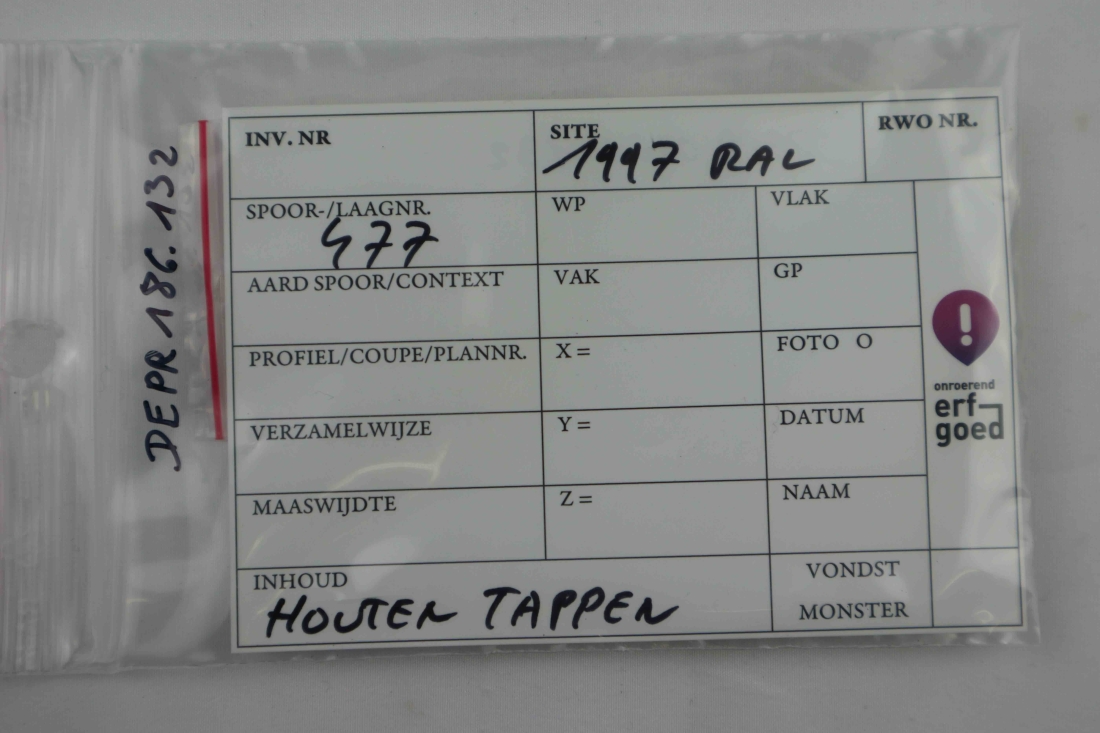 DEPR 186.132
INV. NR
SITE
1997 RAL
RWO NR.
SPOOR-/LAAGNR.
477
WP
VLAK
AARD SPOOR/CONTEXT
VAK
GP
PROFIEL/COUPE/PLANNR.
X =
FOTO O
VERZAMELWIJZE
Y =
DATUM
MAASWIJDTE
Z =
NAAM
onroerend
erf
goed
INHOUD
HOUTEN TAPPEN
VONDST
MONSTER